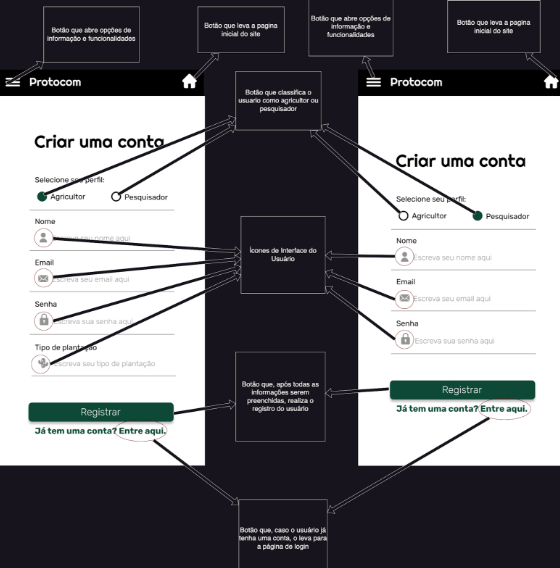 Botão que abre opções de
informação e funcionalidades
Botão que leva a pagina
inicial do site
Botão que abre opções de
informação e
funcionalidades
Botão que leva a pagina
inicial do site
Protocom
Protocom
Botão que classifica o
usuario como agricultor ou
pesquisador
Criar uma conta
Selecione seu perfil:
Agricultor
Pesquisador
Nome
Escreva seu nome aqui
Email
Escreva seu email aqui
Senha
Escreva sua senha aqui
Tipo de plantação
Escreva seu tipo de plantação
Registrar
Já tem uma conta? Entre aqui.
Ícones de Interface do
Usuário
Botão que, após todas as
informações serem
preenchidas, realiza o
registro do usuário
Botão que, caso o usuário já
tenha uma conta, o leva para
a página de login
Criar uma conta
Selecione seu perfil:
Agricultor
Pesquisador
Nome
Escreva seu nome aqui
Email
Escreva seu email aqui
Senha
Escreva sua senha aqui
Registrar
Já tem uma conta? Entre aqui.